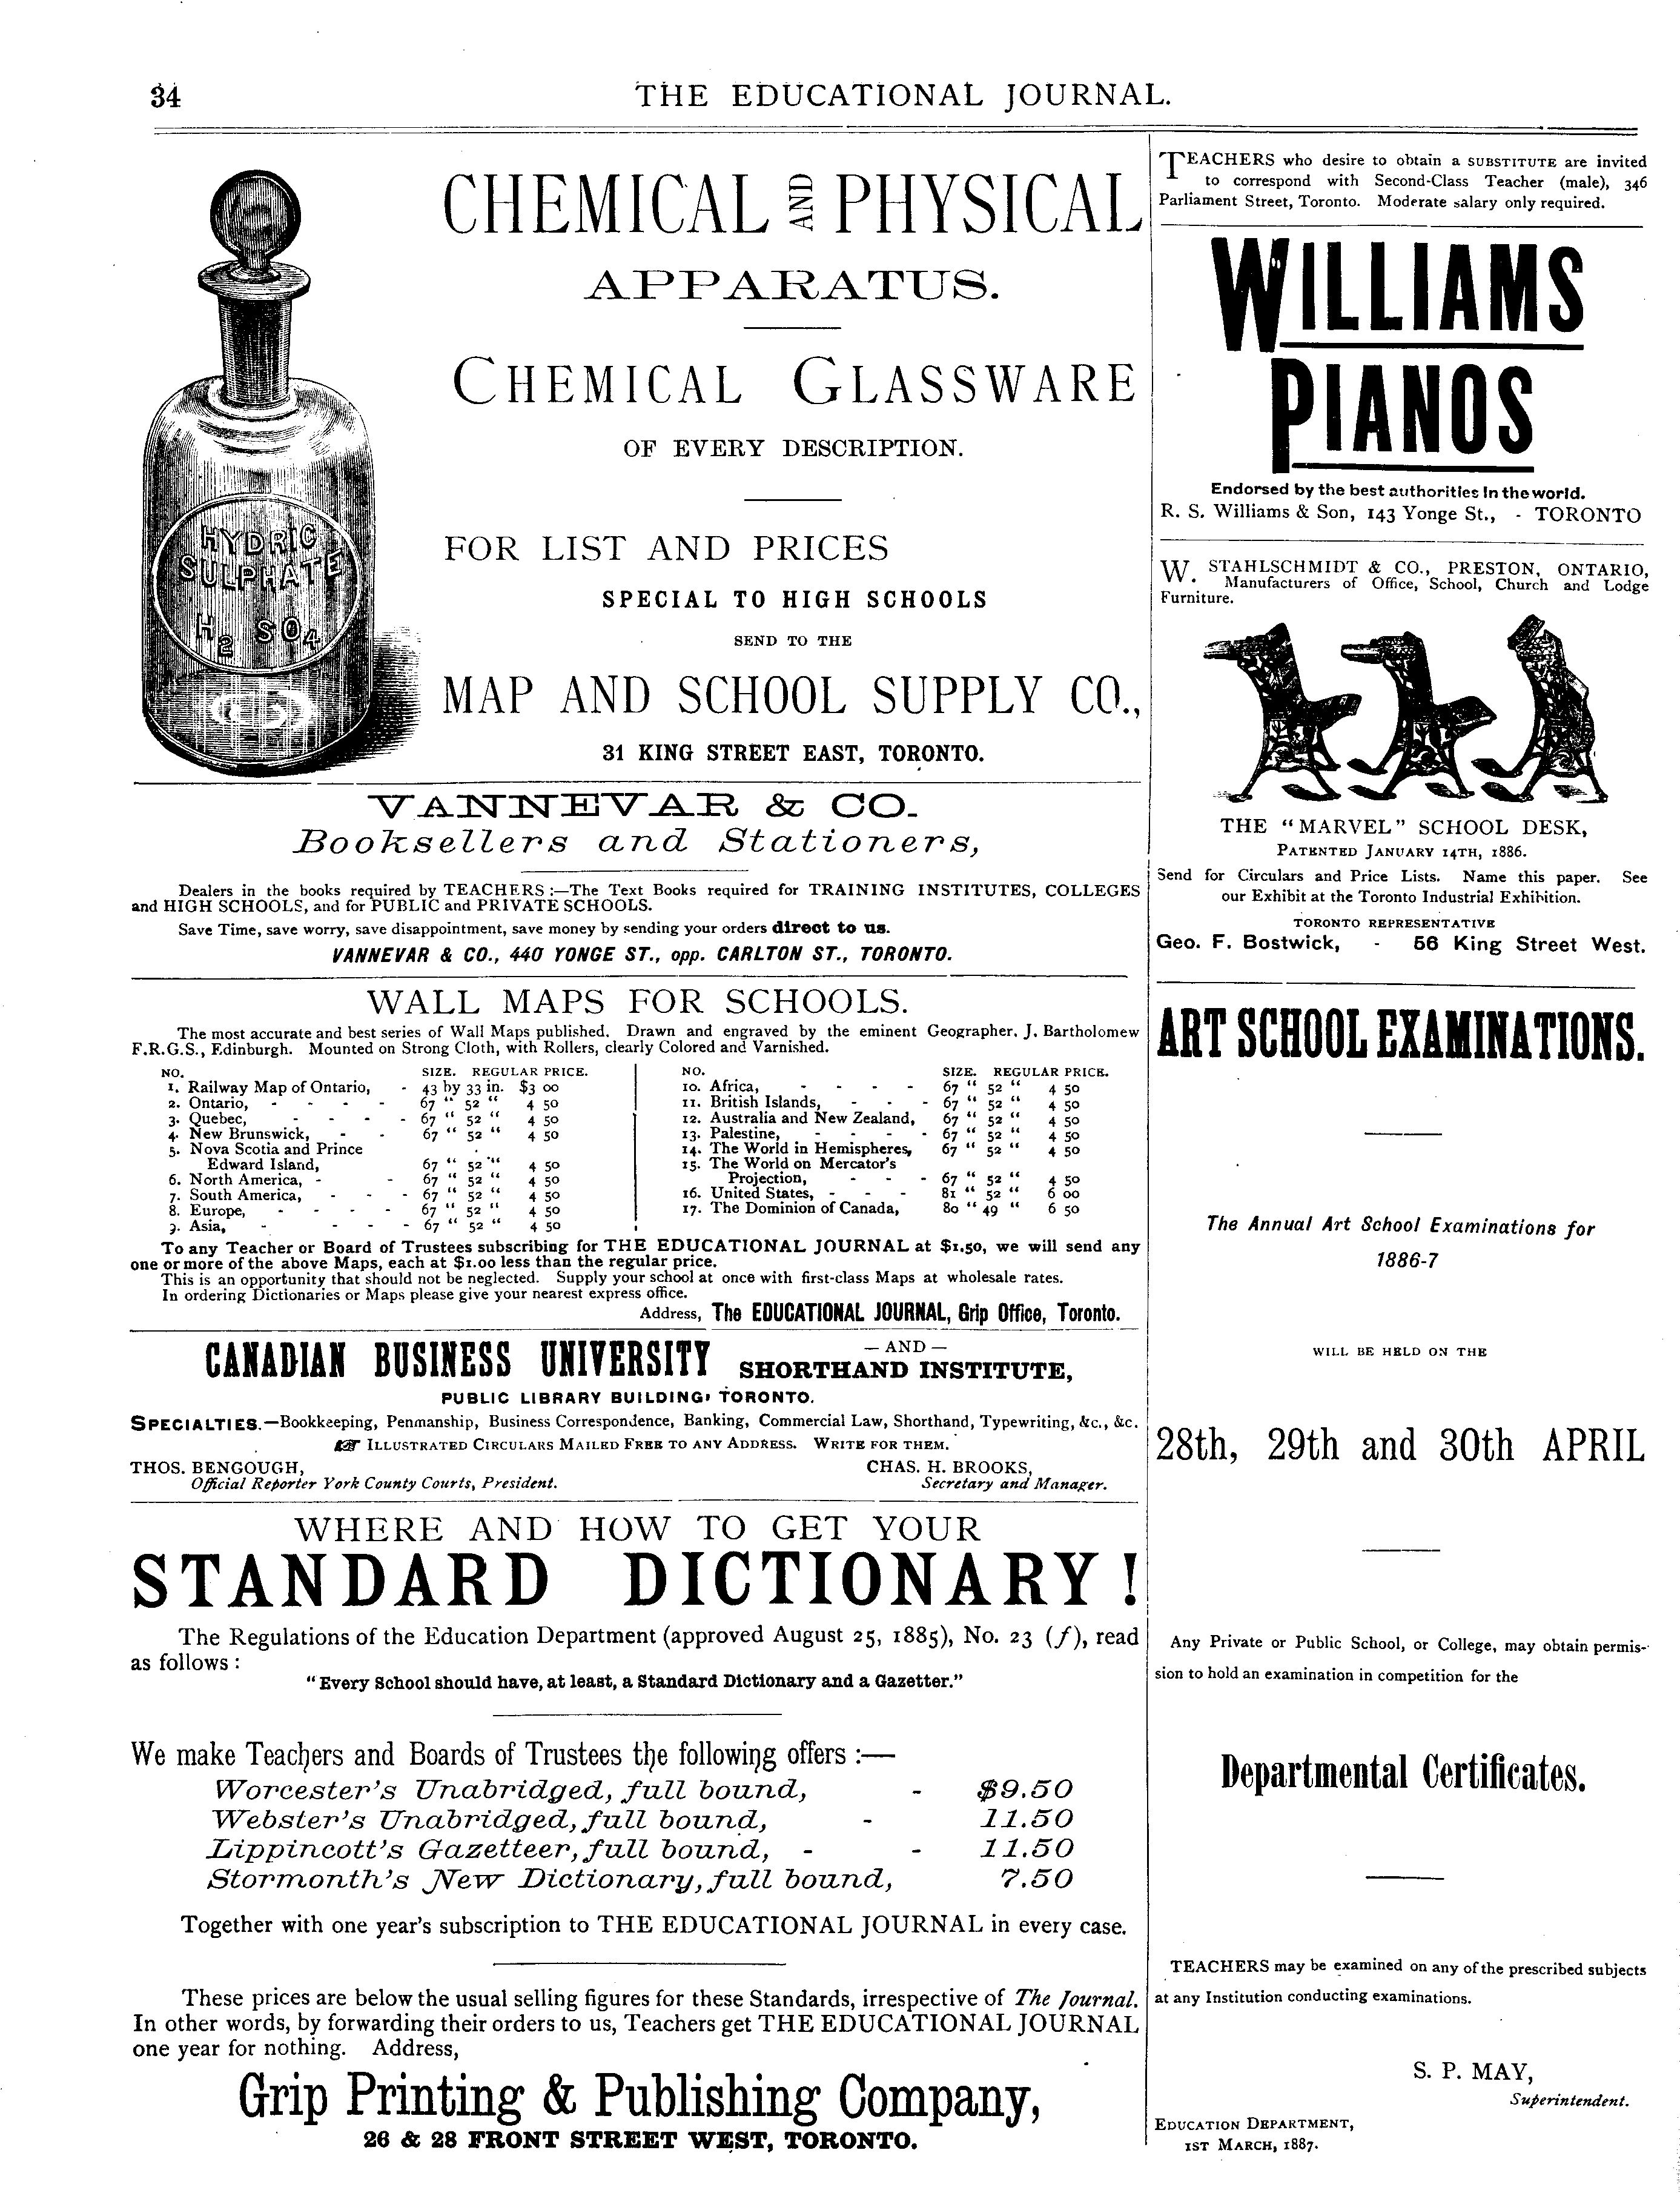 34
THE EDUCATIONAL JOURNAL.
HYDRIC
SULPHATE
H2 SO4
CHEMICAL AND PHYSICAL
APPARATUS.
CHEMICAL GLASSWARE
OF EVERY DESCRIPTION.
FOR LIST AND PRICES
SPECIAL TO HIGH SCHOOLS
SEND TO THE
MAP AND SCHOOL SUPPLY CO.,
31 KING STREET EAST, TORONTO.
VANNEVAR & CO.
Booksellers and Stationers,
Dealers in the books required by TEACHERS :—The Text Books required for TRAINING INSTITUTES, COLLEGES
and HIGH SCHOOLS, and for PUBLIC and PRIVATE SCHOOLS.
Save Time, save worry, save disappointment, save money by sending your orders direct to us.
VANNEVAR & CO., 440 YONGE ST., opp. CARLTON ST., TORONTO.
WALL MAPS FOR SCHOOLS.
The most accurate and best series of Wall Maps published. Drawn and engraved by the eminent Geographer, J. Bartholomew
F.R.G.S., Edinburgh. Mounted on Strong Cloth, with Rollers, clearly Colored and Varnished.
NO. SIZE. REGULAR PRICE.
1. Railway Map of Ontario, - 43 by 33 in. $3 00
2. Ontario, - - - - 67 " 52 " 4 50
3. Quebec, - - - - 67 " 52 " 4 50
4. New Brunswick, - - 67 " 52 " 4 50
5. Nova Scotia and Prince
Edward Island, 67 " 52 " 4 50
6. North America, - - 67 " 52 " 4 50
7. South America, - - - 67 " 52 " 4 50
8. Europe, - - - - 67 " 52 " 4 50
9. Asia, - - - - 67 " 52 " 4 50
NO. SIZE. REGULAR PRICE.
10. Africa, - - - - 67 " 52 " 4 50
11. British Islands, - - - 67 " 52 " 4 50
12. Australia and New Zealand, 67 " 52 " 4 50
13. Palestine, - - - - 67 " 52 " 4 50
14. The World in Hemispheres, 67 " 52 " 4 50
15. The World on Mercator's
Projection, - - - 67 " 52 " 4 50
16. United States, - - - 81 " 52 " 6 00
17. The Dominion of Canada, 80 " 49 " 6 50
To any Teacher or Board of Trustees subscribing for THE EDUCATIONAL JOURNAL at $1.50, we will send any
one or more of the above Maps, each at $1.00 less than the regular price.
This is an opportunity that should not be neglected. Supply your school at once with first-class Maps at wholesale rates.
In ordering Dictionaries or Maps please give your nearest express office.
Address, The EDUCATIONAL JOURNAL, Grip Office, Toronto.
CANADIAN BUSINESS UNIVERSITY — AND — SHORTHAND INSTITUTE,
PUBLIC LIBRARY BUILDING, TORONTO.
SPECIALTIES.—Bookkeeping, Penmanship, Business Correspondence, Banking, Commercial Law, Shorthand, Typewriting, &c., &c.
☞ ILLUSTRATED CIRCULARS MAILED FREE TO ANY ADDRESS. WRITE FOR THEM.
THOS. BENGOUGH,
Official Reporter York County Courts, President.
CHAS. H. BROOKS,
Secretary and Manager.
WHERE AND HOW TO GET YOUR
STANDARD DICTIONARY!
The Regulations of the Education Department (approved August 25, 1885), No. 23 (f), read
as follows :
"Every School should have, at least, a Standard Dictionary and a Gazetter."
We make Teachers and Boards of Trustees the following offers :—
Worcester's Unabridged, full bound, - $9.50
Webster's Unabridged, full bound, - 11.50
Lippincott's Gazetteer, full bound, - - 11.50
Stormonth's New Dictionary, full bound, 7.50
Together with one year's subscription to THE EDUCATIONAL JOURNAL in every case.
These prices are below the usual selling figures for these Standards, irrespective of The Journal.
In other words, by forwarding their orders to us, Teachers get THE EDUCATIONAL JOURNAL
one year for nothing. Address,
Grip Printing & Publishing Company,
26 & 28 FRONT STREET WEST, TORONTO.
TEACHERS who desire to obtain a SUBSTITUTE are invited
to correspond with Second-Class Teacher (male), 346
Parliament Street, Toronto. Moderate salary only required.
WILLIAMS
PIANOS
Endorsed by the best authorities in the world.
R. S. Williams & Son, 143 Yonge St., - TORONTO
W. STAHLSCHMIDT & CO., PRESTON, ONTARIO,
Manufacturers of Office, School, Church and Lodge
Furniture.
THE "MARVEL" SCHOOL DESK,
PATENTED JANUARY 14TH, 1886.
Send for Circulars and Price Lists. Name this paper. See
our Exhibit at the Toronto Industrial Exhibition.
TORONTO REPRESENTATIVE
Geo. F. Bostwick, - 56 King Street West.
ART SCHOOL EXAMINATIONS.
The Annual Art School Examinations for
1886-7
WILL BE HELD ON THE
28th, 29th and 30th APRIL
Any Private or Public School, or College, may obtain permis-
sion to hold an examination in competition for the
Departmental Certificates.
TEACHERS may be examined on any of the prescribed subjects
at any Institution conducting examinations.
S. P. MAY,
Superintendent.
EDUCATION DEPARTMENT,
1ST MARCH, 1887.